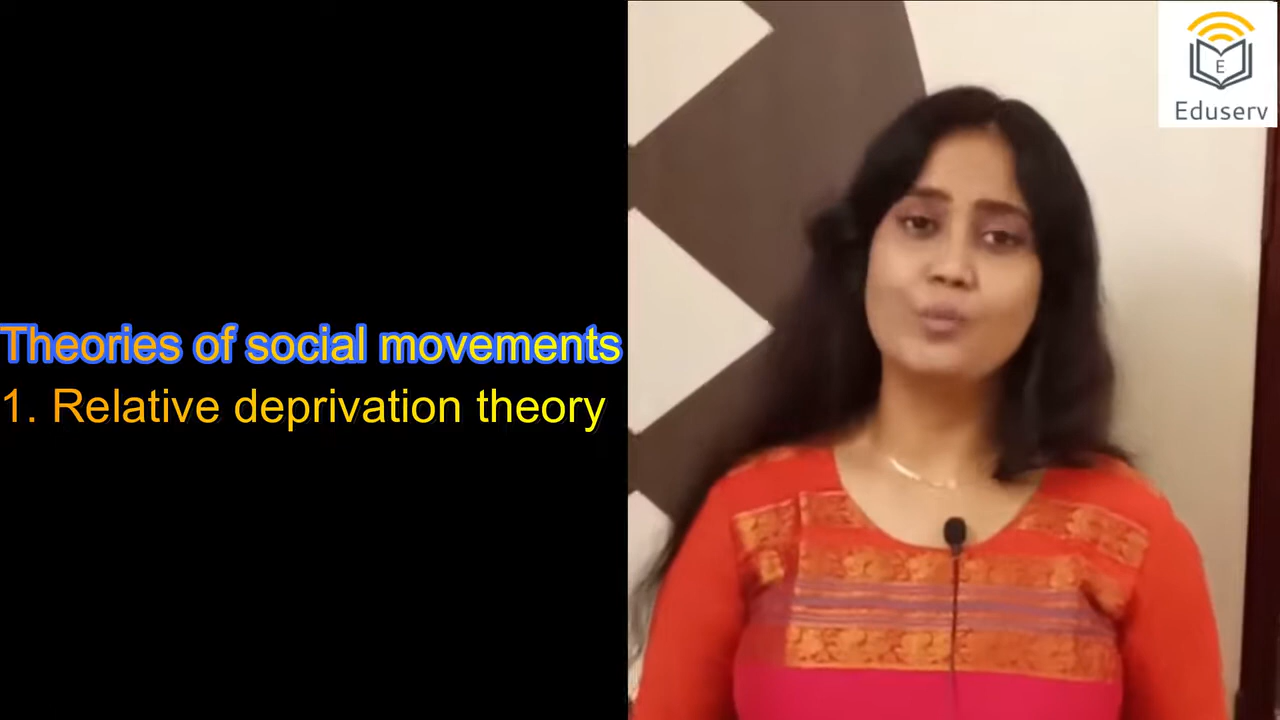 E
Eduserv
Theories of social movements
1. Relative deprivation theory